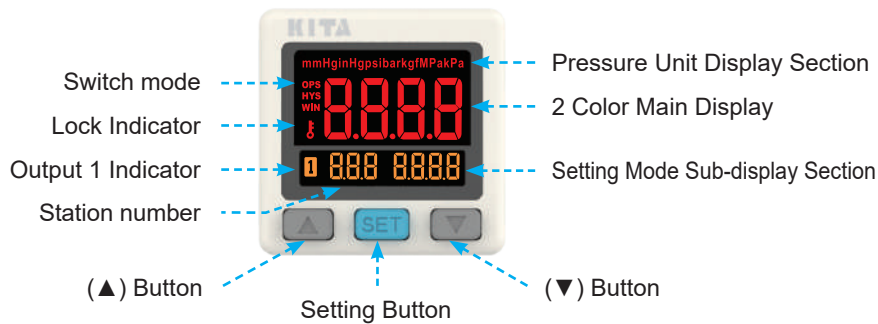 KITA
mmHginHgpsibarkgfMPakPa
Pressure Unit Display Section
Switch mode
OPS
HYS
WIN
8.8.8.8
2 Color Main Display
Lock Indicator
Output 1 Indicator
1 8.8.8 8.8.8.8
Setting Mode Sub-display Section
Station number
▲ SET ▼
(▲) Button
Setting Button
(▼) Button